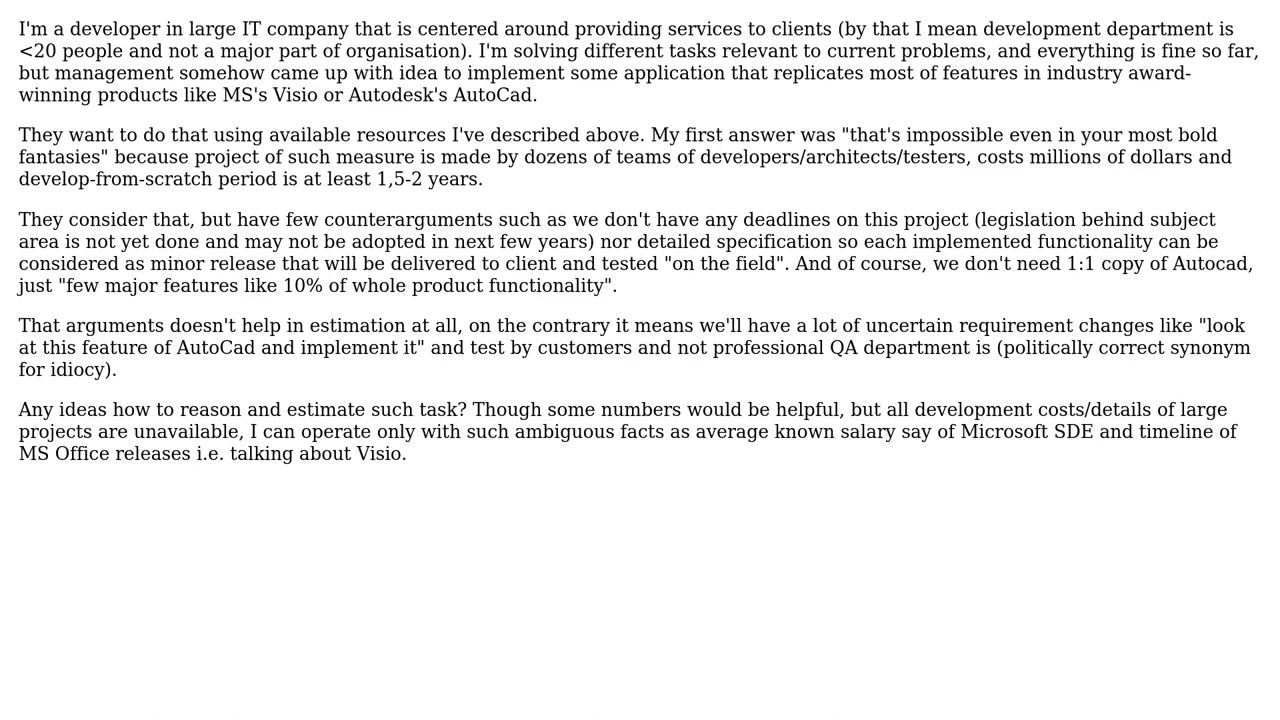 I'm a developer in large IT company that is centered around providing services to clients (by that I mean development department is
<20 people and not a major part of organisation). I'm solving different tasks relevant to current problems, and everything is fine so far,
but management somehow came up with idea to implement some application that replicates most of features in industry award-
winning products like MS's Visio or Autodesk's AutoCad.
They want to do that using available resources I've described above. My first answer was "that's impossible even in your most bold
fantasies" because project of such measure is made by dozens of teams of developers/architects/testers, costs millions of dollars and
develop-from-scratch period is at least 1,5-2 years.
They consider that, but have few counterarguments such as we don't have any deadlines on this project (legislation behind subject
area is not yet done and may not be adopted in next few years) nor detailed specification so each implemented functionality can be
considered as minor release that will be delivered to client and tested "on the field". And of course, we don't need 1:1 copy of Autocad,
just "few major features like 10% of whole product functionality".
That arguments doesn't help in estimation at all, on the contrary it means we'll have a lot of uncertain requirement changes like "look
at this feature of AutoCad and implement it" and test by customers and not professional QA department is (politically correct synonym
for idiocy).
Any ideas how to reason and estimate such task? Though some numbers would be helpful, but all development costs/details of large
projects are unavailable, I can operate only with such ambiguous facts as average known salary say of Microsoft SDE and timeline of
MS Office releases i.e. talking about Visio.